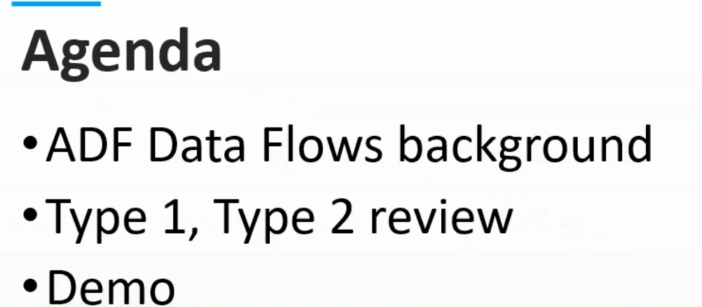 Agenda
•ADF Data Flows background
•Type 1, Type 2 review
•Demo